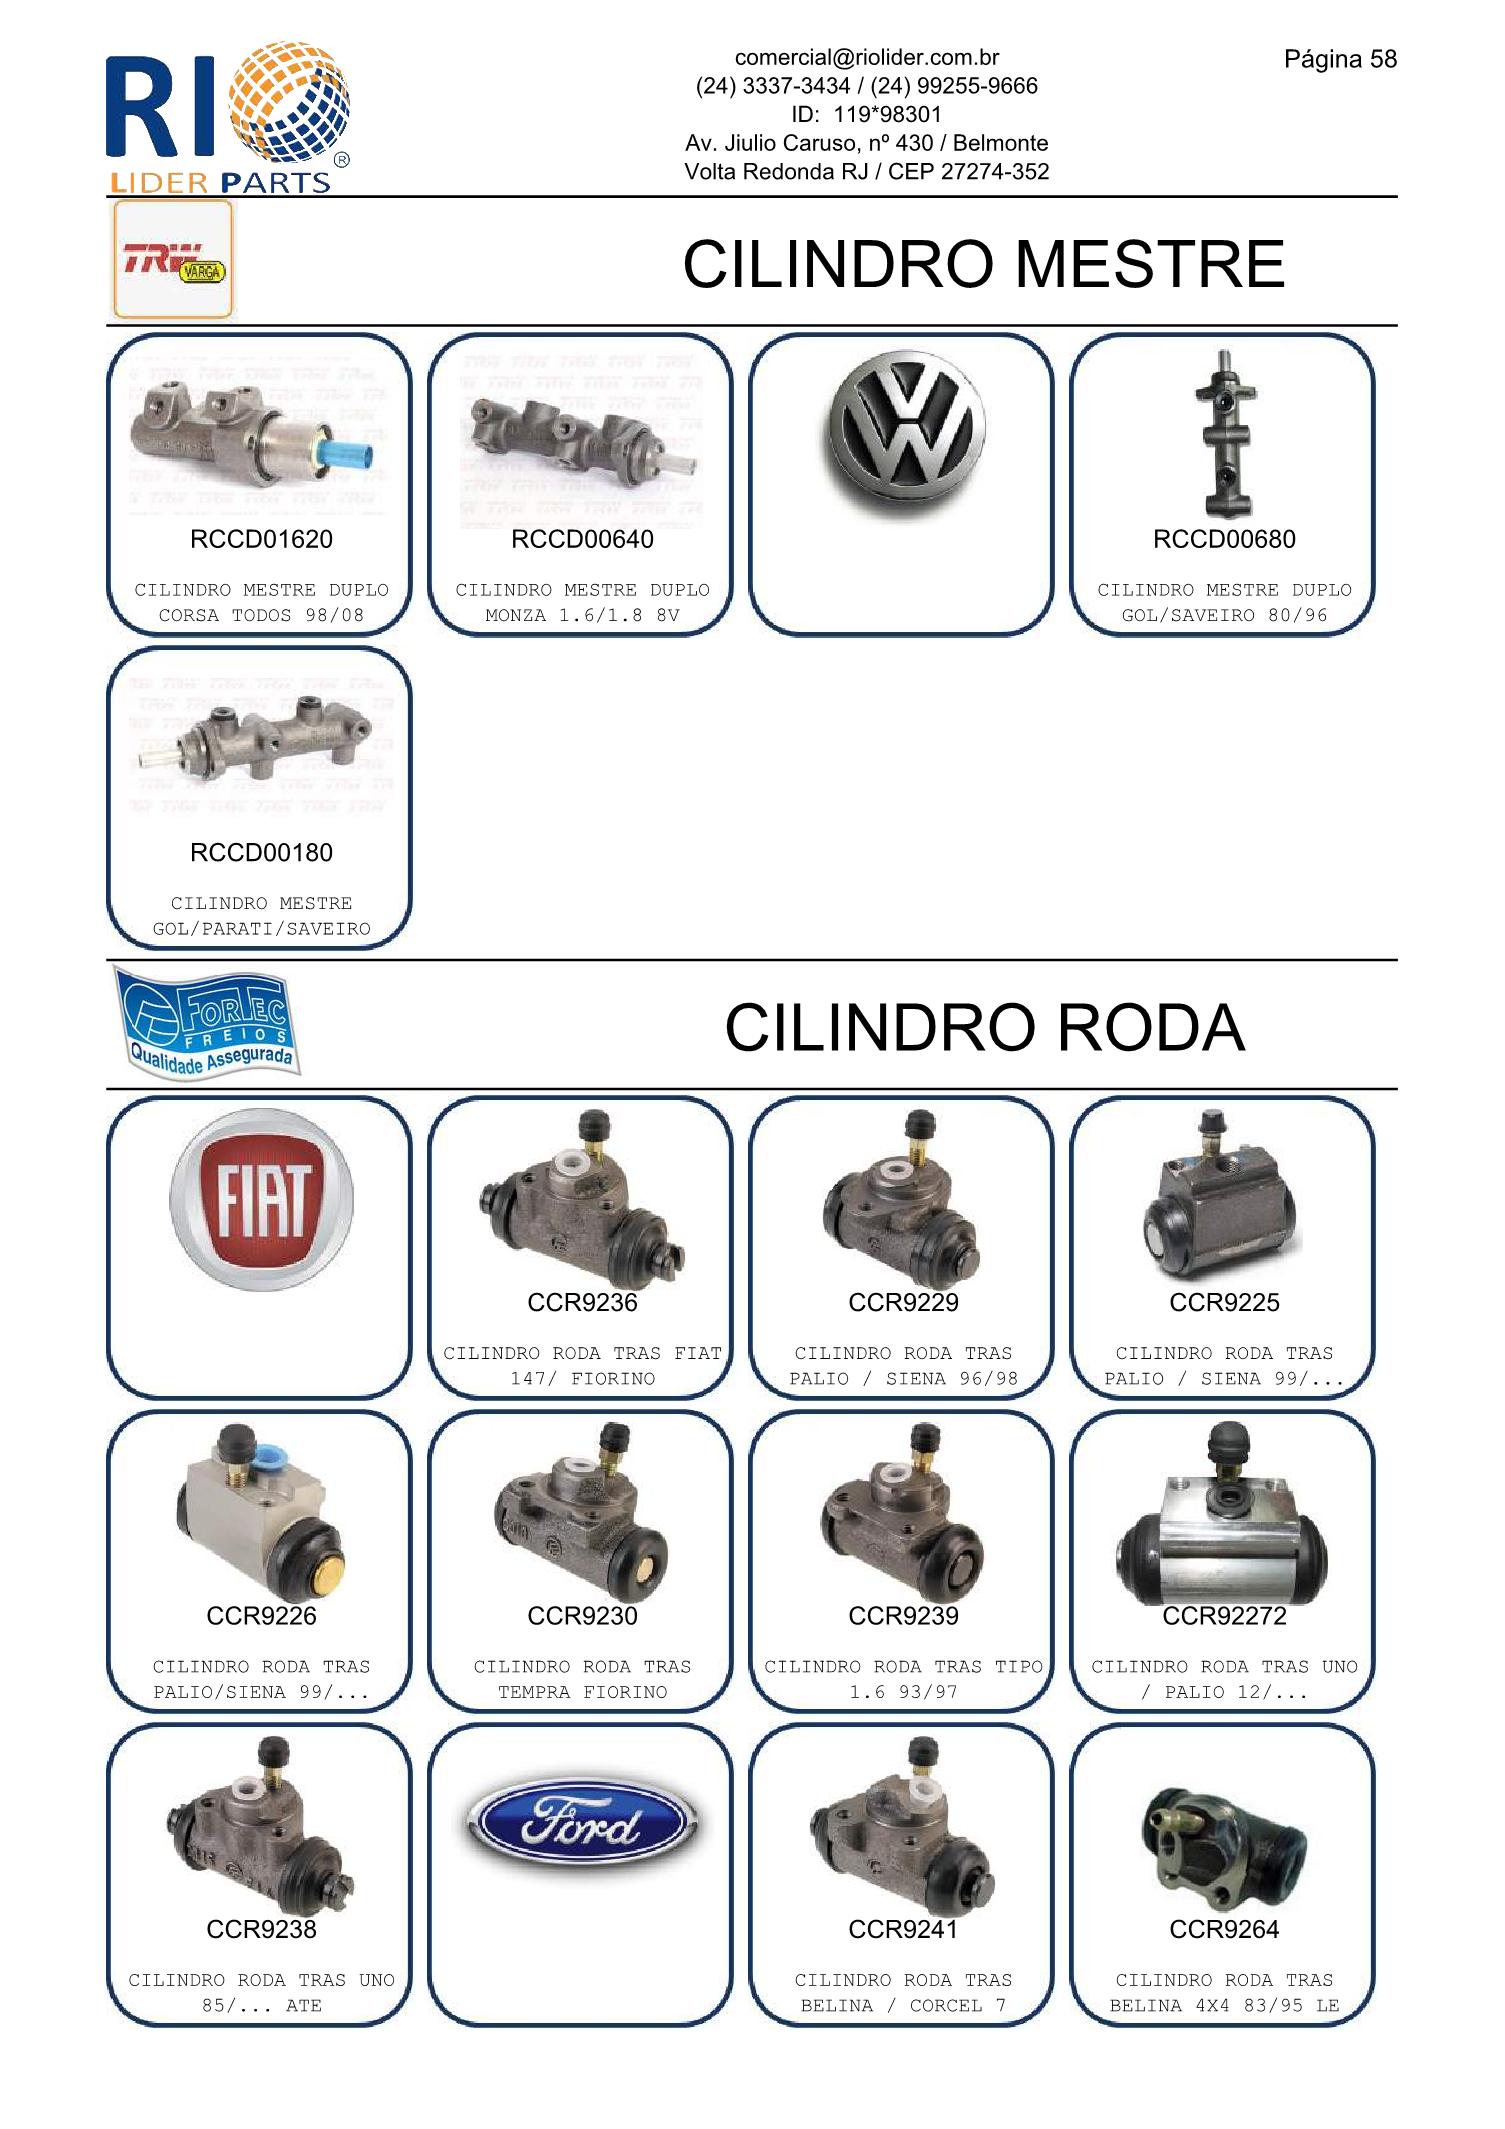 RIO
LIDER PARTS
®
comercial@riolider.com.br
(24) 3337-3434 / (24) 99255-9666
ID: 119*98301
Av. Jiulio Caruso, nº 430 / Belmonte
Volta Redonda RJ / CEP 27274-352
Página 58
TRW
VARGA
CILINDRO MESTRE
RCCD01620
CILINDRO MESTRE DUPLO
CORSA TODOS 98/08
RCCD00640
CILINDRO MESTRE DUPLO
MONZA 1.6/1.8 8V
RCCD00680
CILINDRO MESTRE DUPLO
GOL/SAVEIRO 80/96
RCCD00180
CILINDRO MESTRE
GOL/PARATI/SAVEIRO
FORTEC
FREIOS
Qualidade Assegurada
CILINDRO RODA
FIAT
CCR9236
CILINDRO RODA TRAS FIAT
147/ FIORINO
CCR9229
CILINDRO RODA TRAS
PALIO / SIENA 96/98
CCR9225
CILINDRO RODA TRAS
PALIO / SIENA 99/...
CCR9226
CILINDRO RODA TRAS
PALIO/SIENA 99/...
CCR9230
CILINDRO RODA TRAS
TEMPRA FIORINO
CCR9239
CILINDRO RODA TRAS TIPO
1.6 93/97
CCR92272
CILINDRO RODA TRAS UNO
/ PALIO 12/...
CCR9238
CILINDRO RODA TRAS UNO
85/... ATE
Ford
CCR9241
CILINDRO RODA TRAS
BELINA / CORCEL 7
CCR9264
CILINDRO RODA TRAS
BELINA 4X4 83/95 LE